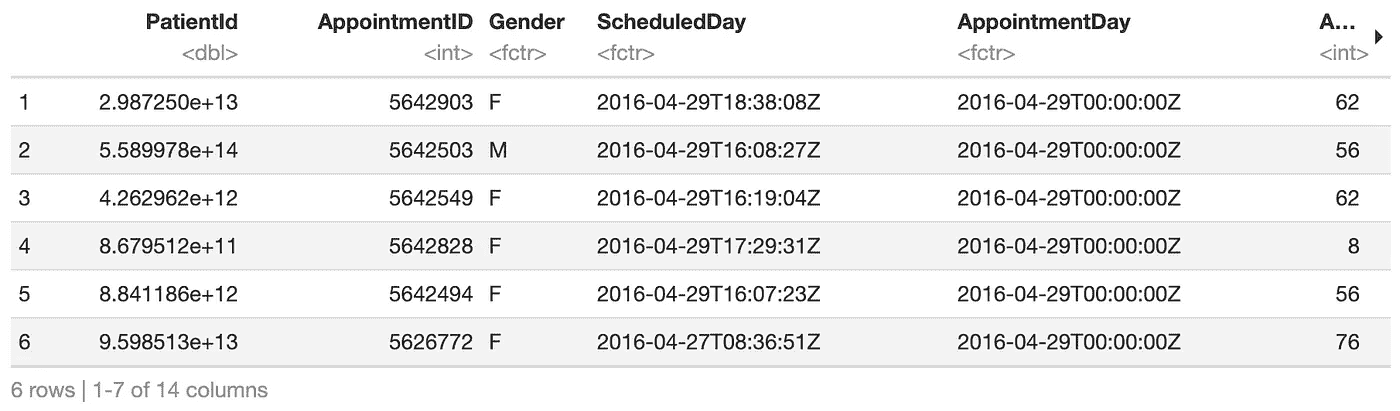 PatientId AppointmentID Gender ScheduledDay AppointmentDay A...
<dbl> <int> <fctr> <fctr> <fctr> <int>
1 2.987250e+13 5642903 F 2016-04-29T18:38:08Z 2016-04-29T00:00:00Z 62
2 5.589978e+14 5642503 M 2016-04-29T16:08:27Z 2016-04-29T00:00:00Z 56
3 4.262962e+12 5642549 F 2016-04-29T16:19:04Z 2016-04-29T00:00:00Z 62
4 8.679512e+11 5642828 F 2016-04-29T17:29:31Z 2016-04-29T00:00:00Z 8
5 8.841186e+12 5642494 F 2016-04-29T16:07:23Z 2016-04-29T00:00:00Z 56
6 9.598513e+13 5626772 F 2016-04-27T08:36:51Z 2016-04-29T00:00:00Z 76
6 rows | 1-7 of 14 columns